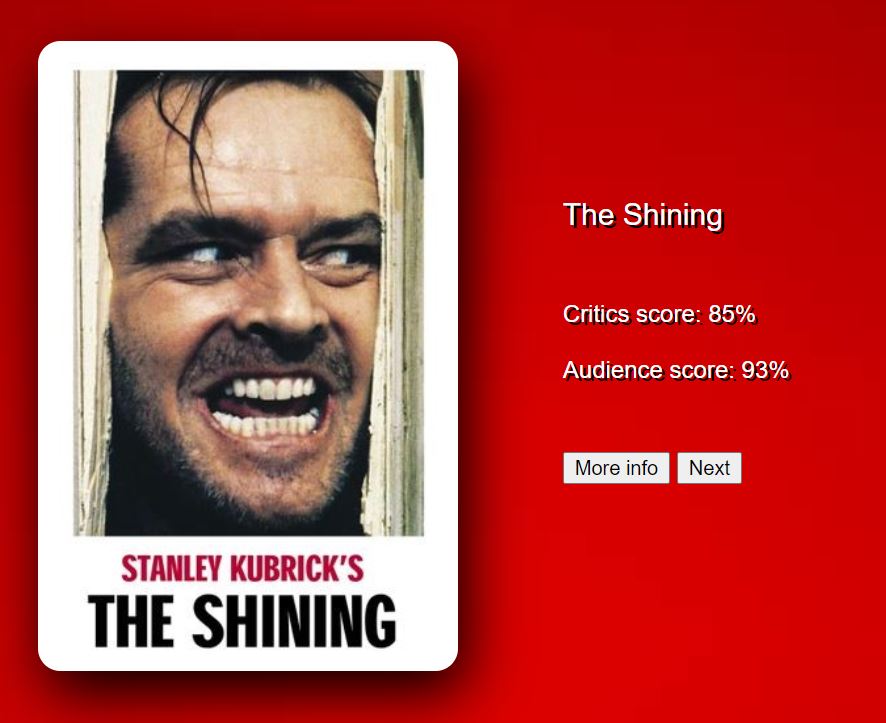 STANLEY KUBRICK'S
THE SHINING
The Shining
Critics score: 85%
Audience score: 93%
More info
Next